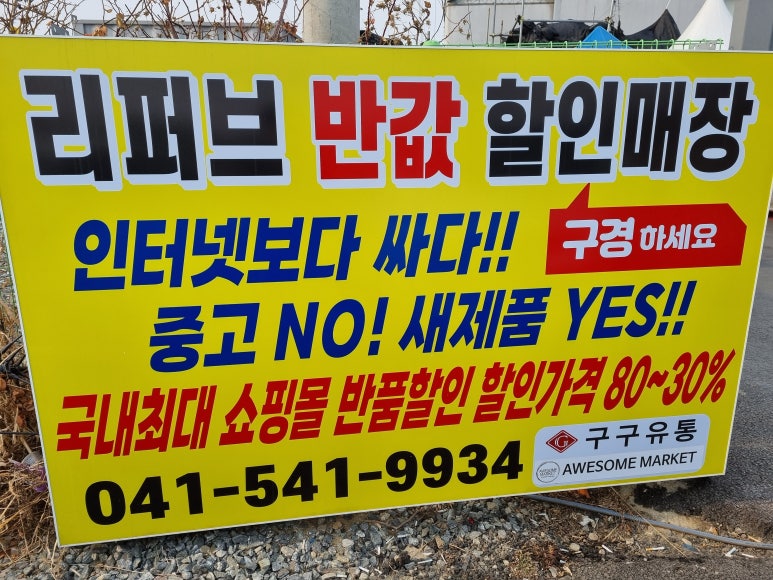 리퍼브 반값 할인매장
인터넷보다 싸다!!
구경 하세요
중고 NO! 새제품 YES!!
국내최대 쇼핑몰 반품할인 할인가격 80~30%
041-541-9934
구구유통
AWESOME MARKET